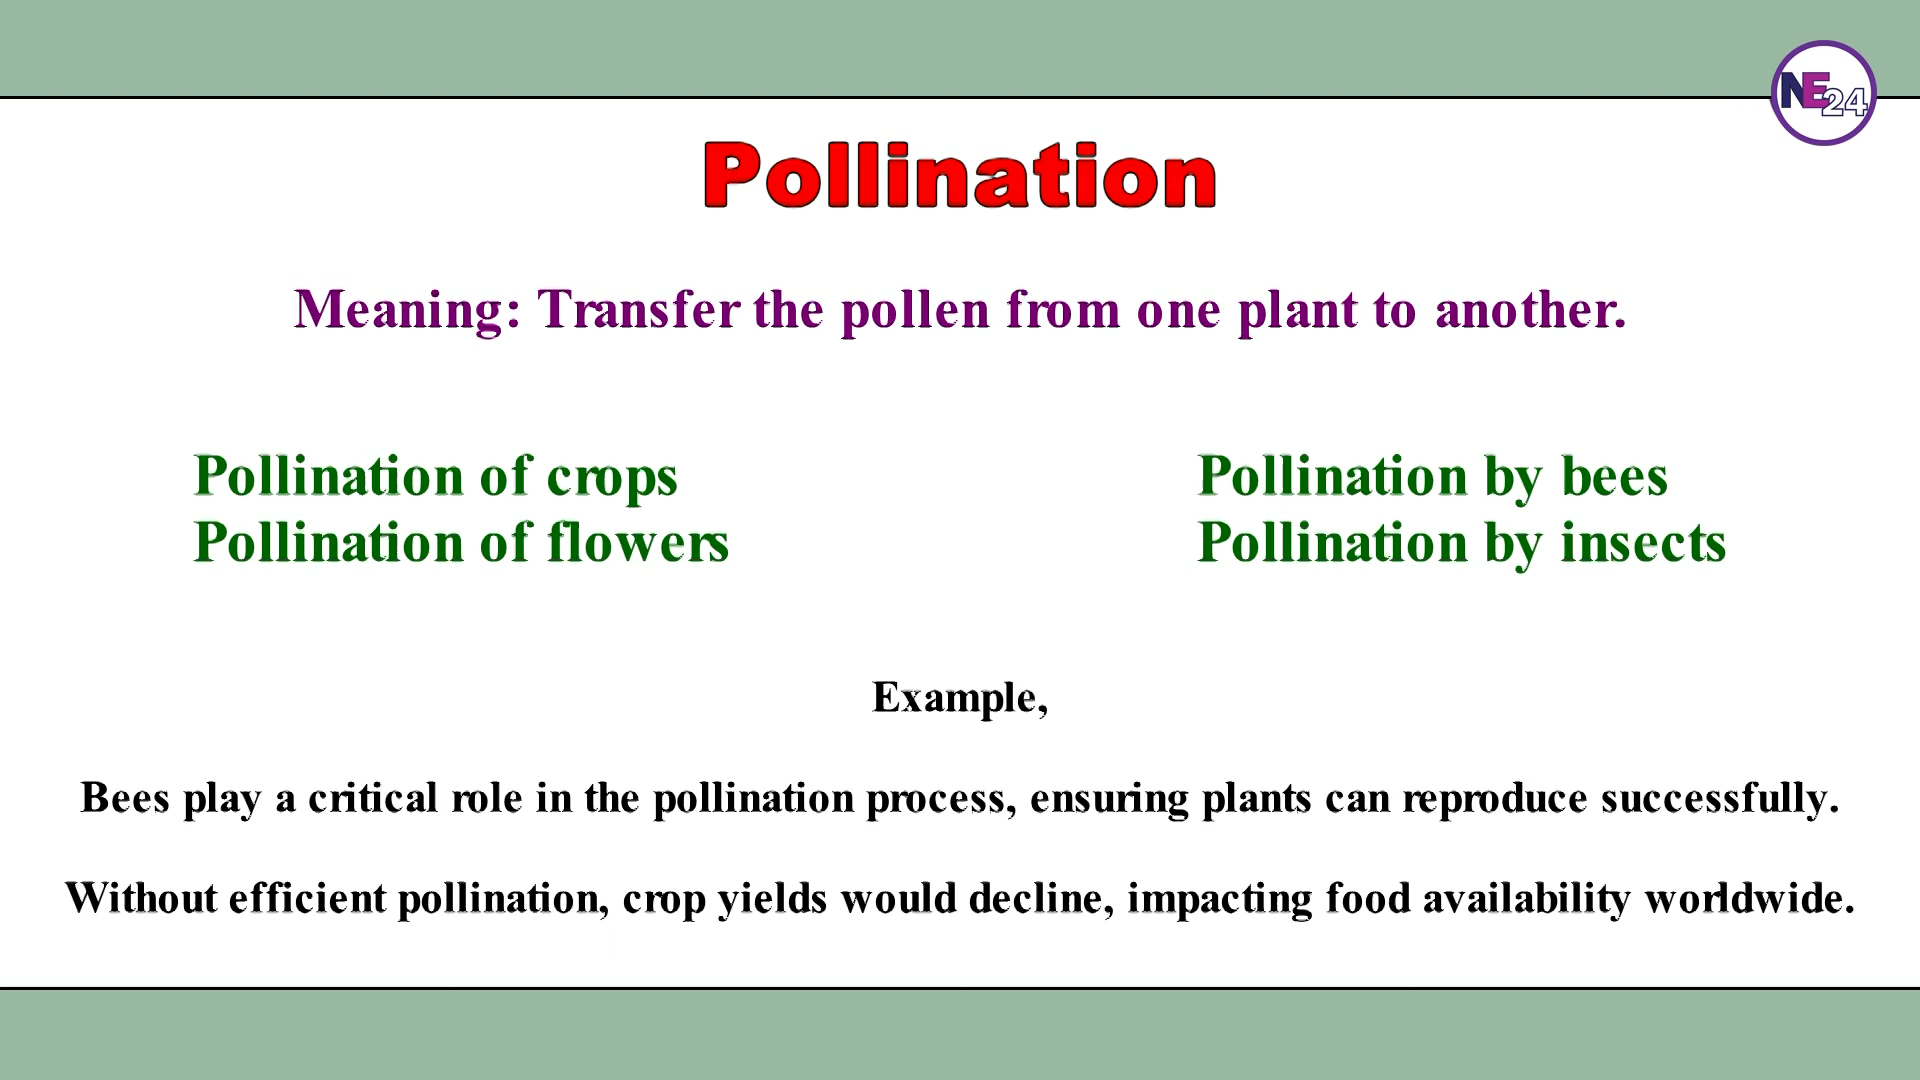 NE24
Pollination
Meaning: Transfer the pollen from one plant to another.
Pollination of crops
Pollination of flowers
Pollination by bees
Pollination by insects
Example,
Bees play a critical role in the pollination process, ensuring plants can reproduce successfully.
Without efficient pollination, crop yields would decline, impacting food availability worldwide.